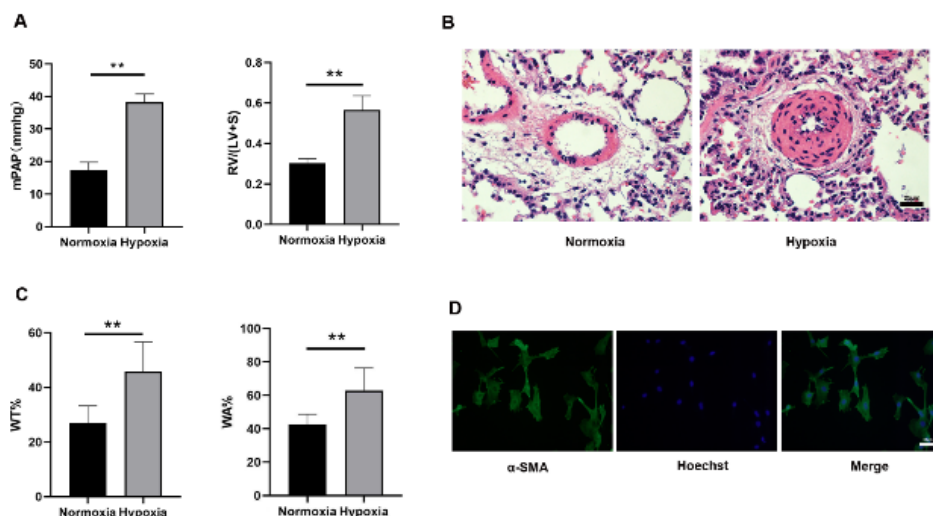 A
B
mPAP（mmhg）
50
40
30
20
10
0
**
Normoxia Hypoxia
RV/(LV+S)
0.8
0.6
0.4
0.2
0.0
**
Normoxia Hypoxia
Normoxia
Hypoxia
C
D
WT%
60
40
20
0
**
Normoxia Hypoxia
WA%
100
80
60
40
20
0
**
Normoxia Hypoxia
α-SMA
Hoechst
Merge